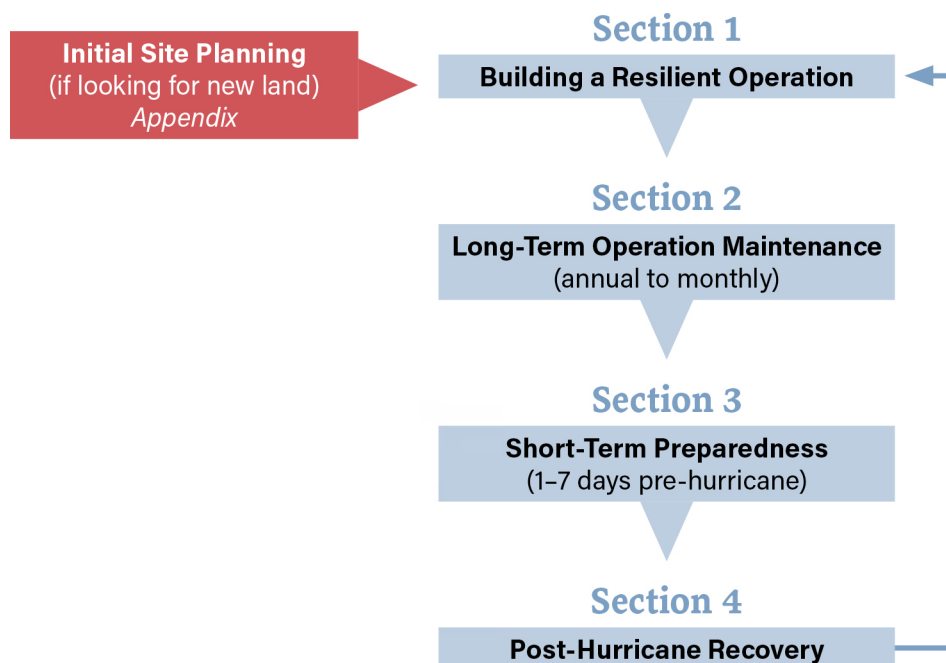 Initial Site Planning
(if looking for new land)
Appendix
Section 1
Building a Resilient Operation
Section 2
Long-Term Operation Maintenance
(annual to monthly)
Section 3
Short-Term Preparedness
(1–7 days pre-hurricane)
Section 4
Post-Hurricane Recovery